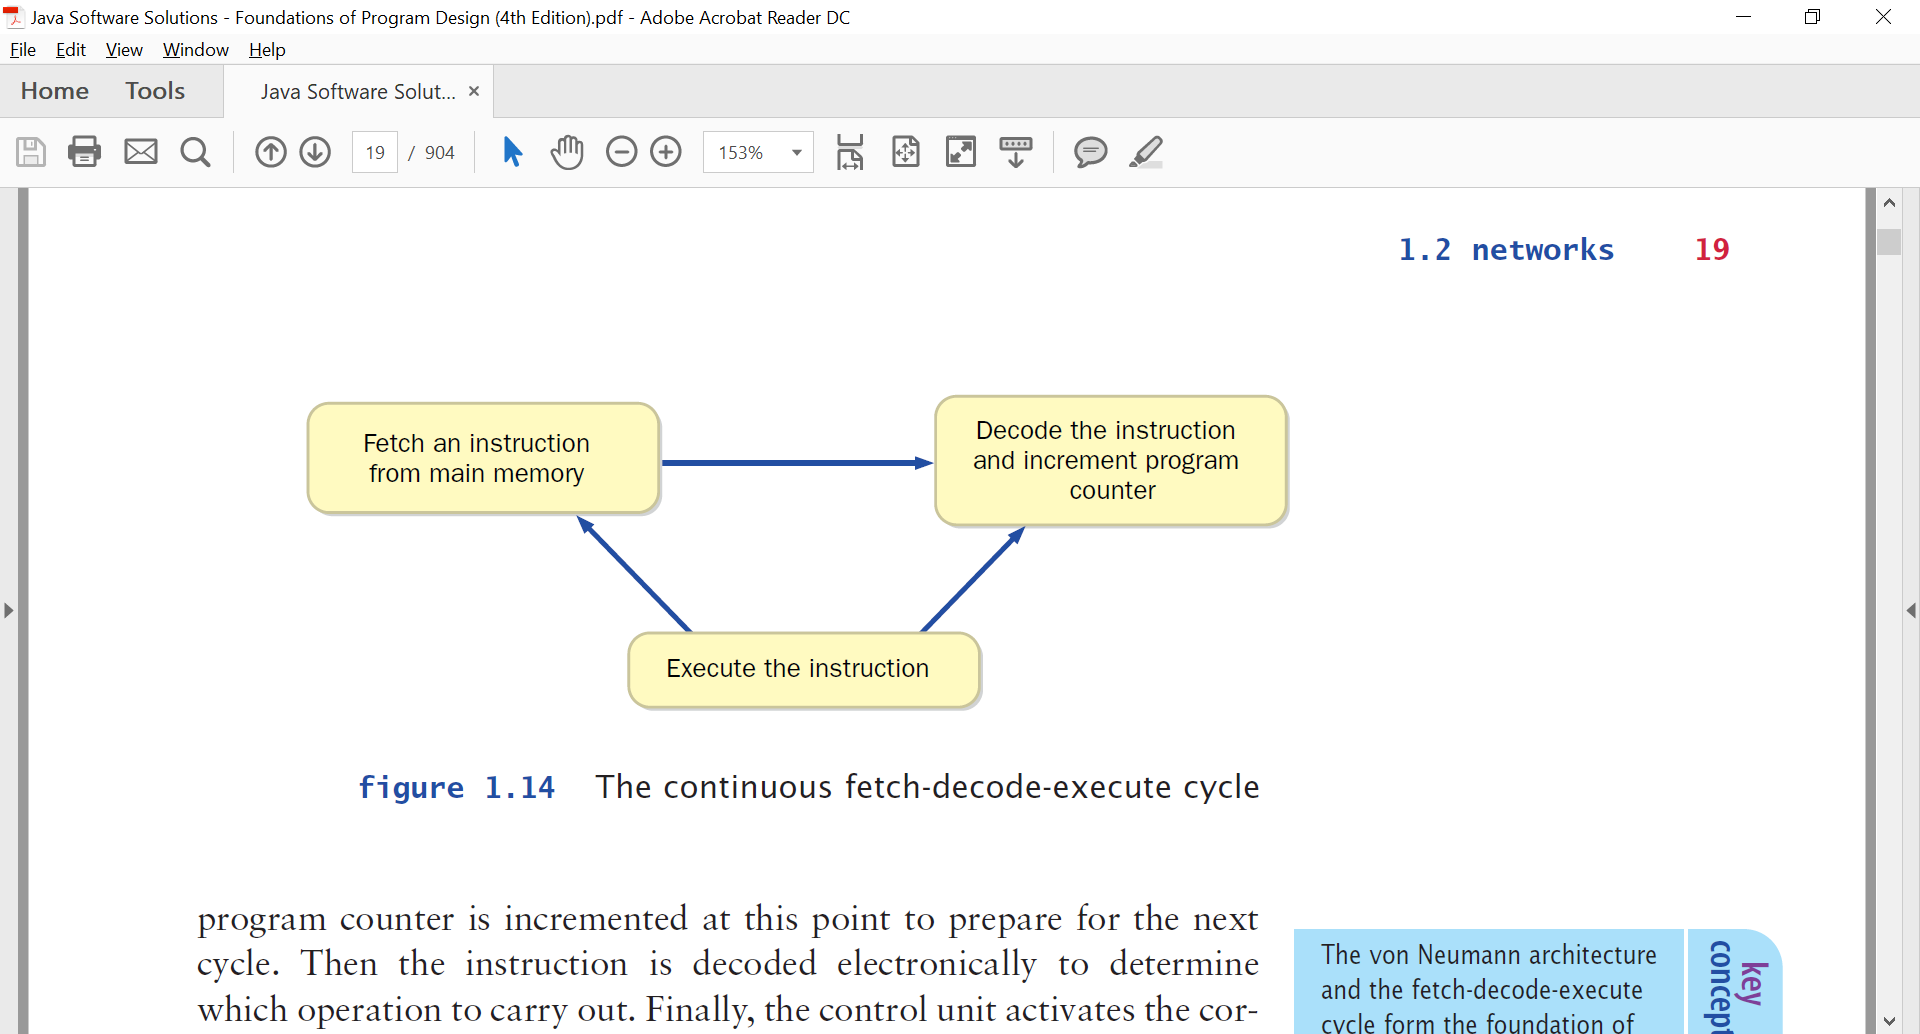 Java Software Solutions - Foundations of Program Design (4th Edition).pdf - Adobe Acrobat Reader DC
File Edit View Window Help
Home Tools Java Software Solut... ×
19 / 904 153%
1.2 networks 19
Fetch an instruction
from main memory
Decode the instruction
and increment program
counter
Execute the instruction
figure 1.14 The continuous fetch-decode-execute cycle
program counter is incremented at this point to prepare for the next
cycle. Then the instruction is decoded electronically to determine
which operation to carry out. Finally, the control unit activates the cor-
The von Neumann architecture
and the fetch-decode-execute
cycle form the foundation of
key
concept